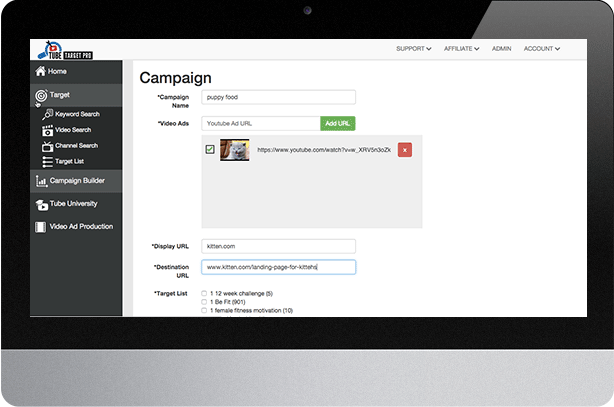 TUBE TARGET PRO
SUPPORT
AFFILIATE
ADMIN
ACCOUNT
Home
Target
Keyword Search
Video Search
Channel Search
Target List
Campaign Builder
Tube University
Video Ad Production
Campaign
*Campaign Name
puppy food
*Video Ads
Youtube Ad URL
Add URL
https://www.youtube.com/watch?v=w_XRV5n3oZk
x
*Display URL
kitten.com
*Destination URL
www.kitten.com/landing-page-for-kittehs
*Target List
1 12 week challenge (5)
1 Be Fit (901)
1 female fitness motivation (10)